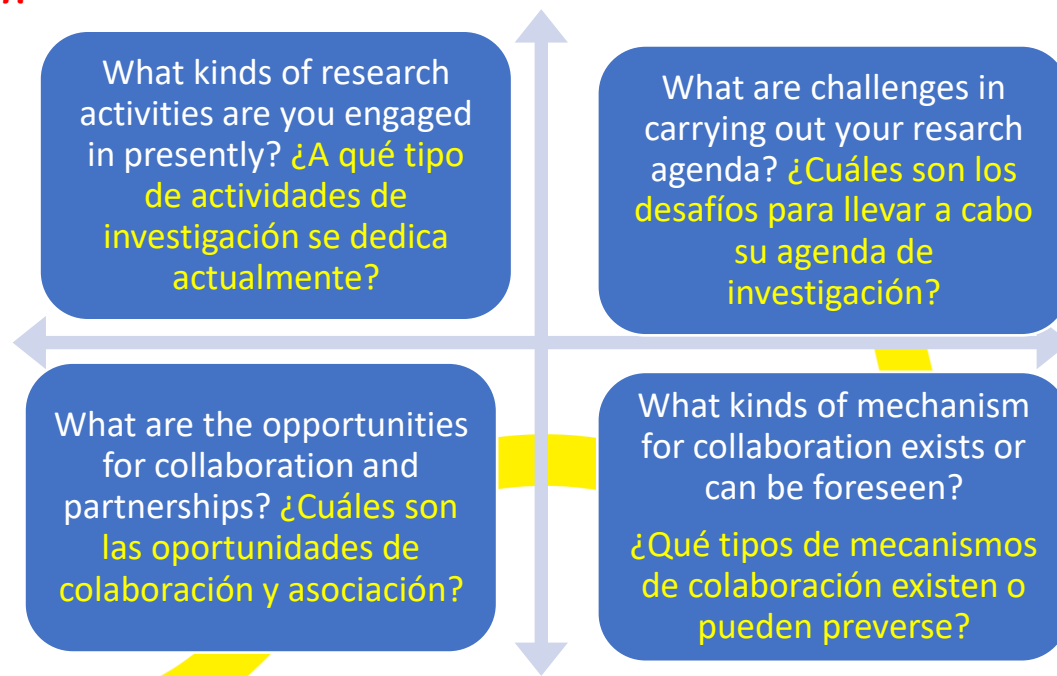 What kinds of research
activities are you engaged
in presently? ¿A qué tipo
de actividades de
investigación se dedica
actualmente?
What are challenges in
carrying out your resarch
agenda? ¿Cuáles son los
desafíos para llevar a cabo
su agenda de
investigación?
What are the opportunities
for collaboration and
partnerships? ¿Cuáles son
las oportunidades de
colaboración y asociación?
What kinds of mechanism
for collaboration exists or
can be foreseen?
¿Qué tipos de mecanismos
de colaboración existen o
pueden preverse?